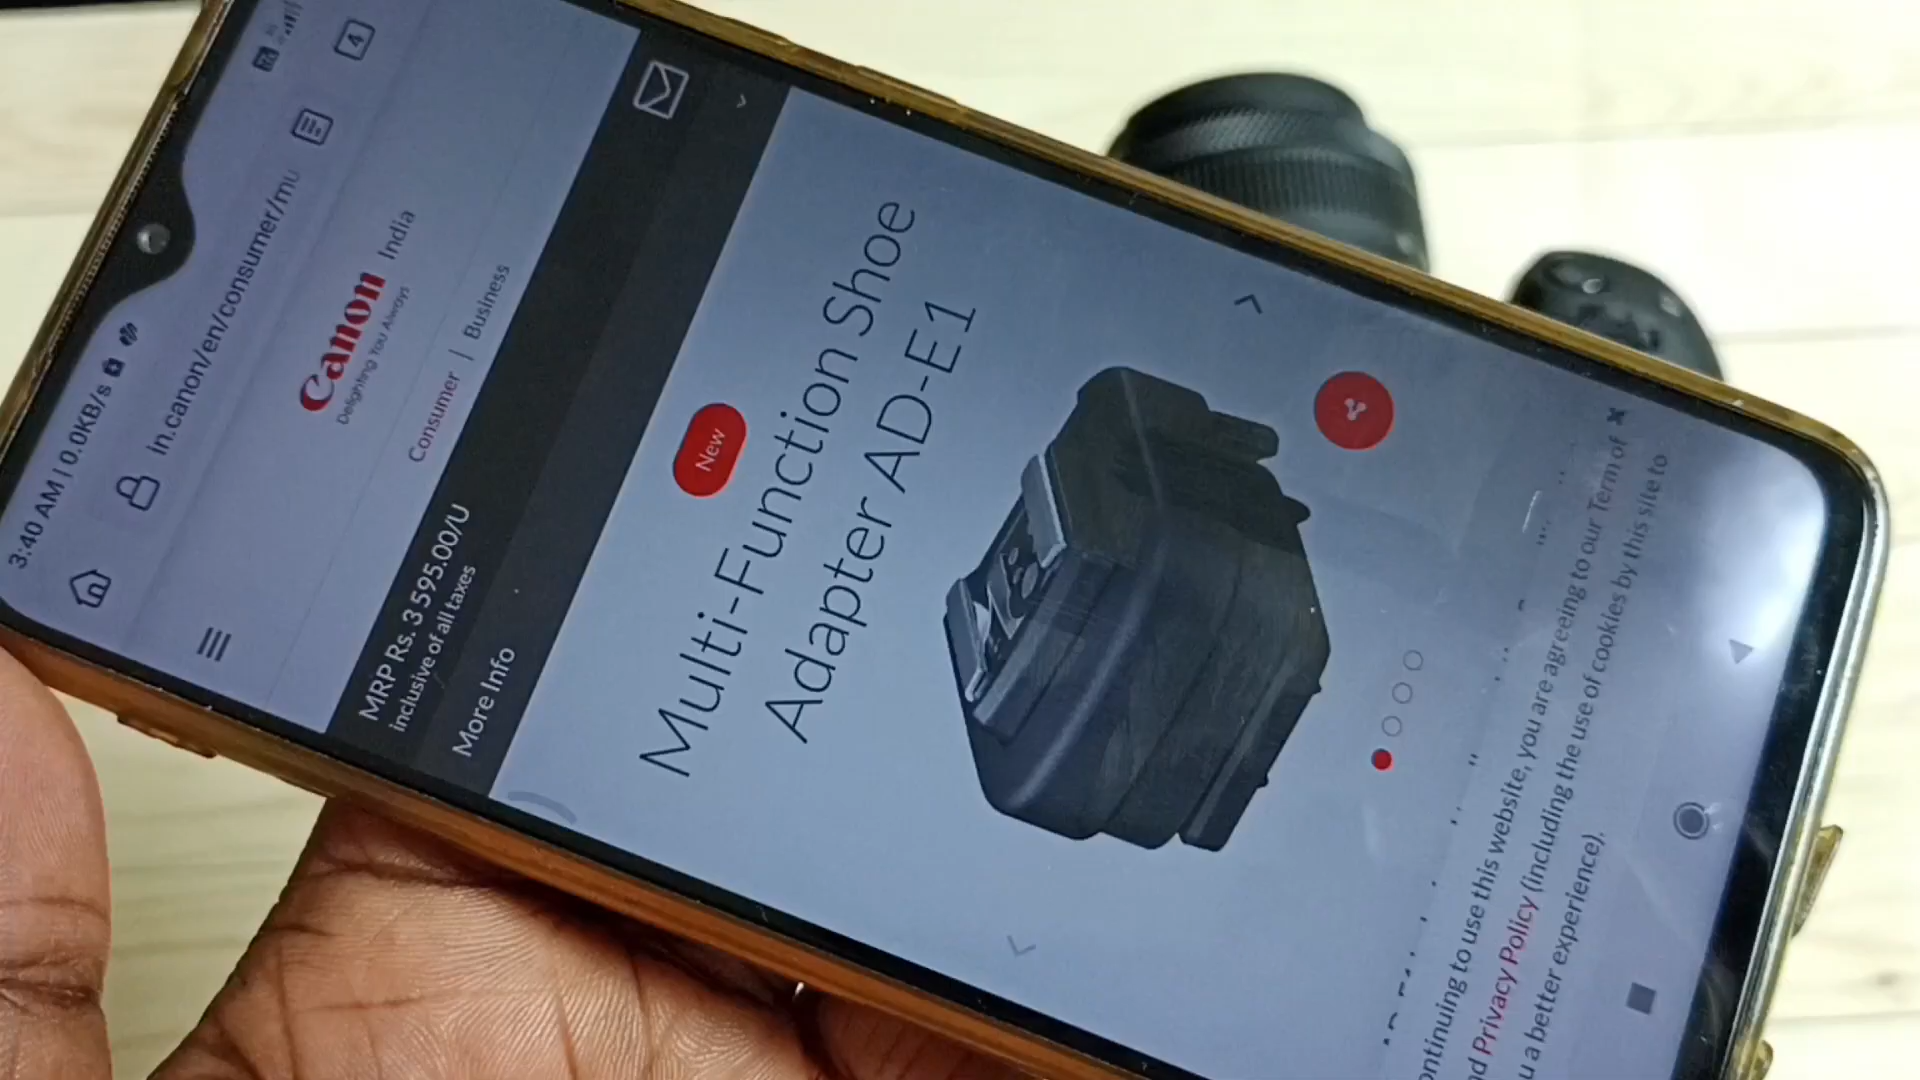 3:40 AM | 0.0KB/s
in.canon/en/consumer/mu
4
Canon India
Delighting You Always
Consumer | Business
MRP Rs. 3 595.00/U
inclusive of all taxes
More Info
New
Multi-Function Shoe
Adapter AD-E1
ontinuing to use this website, you are agreeing to our Term of
nd Privacy Policy (including the use of cookies by this site to
u a better experience).